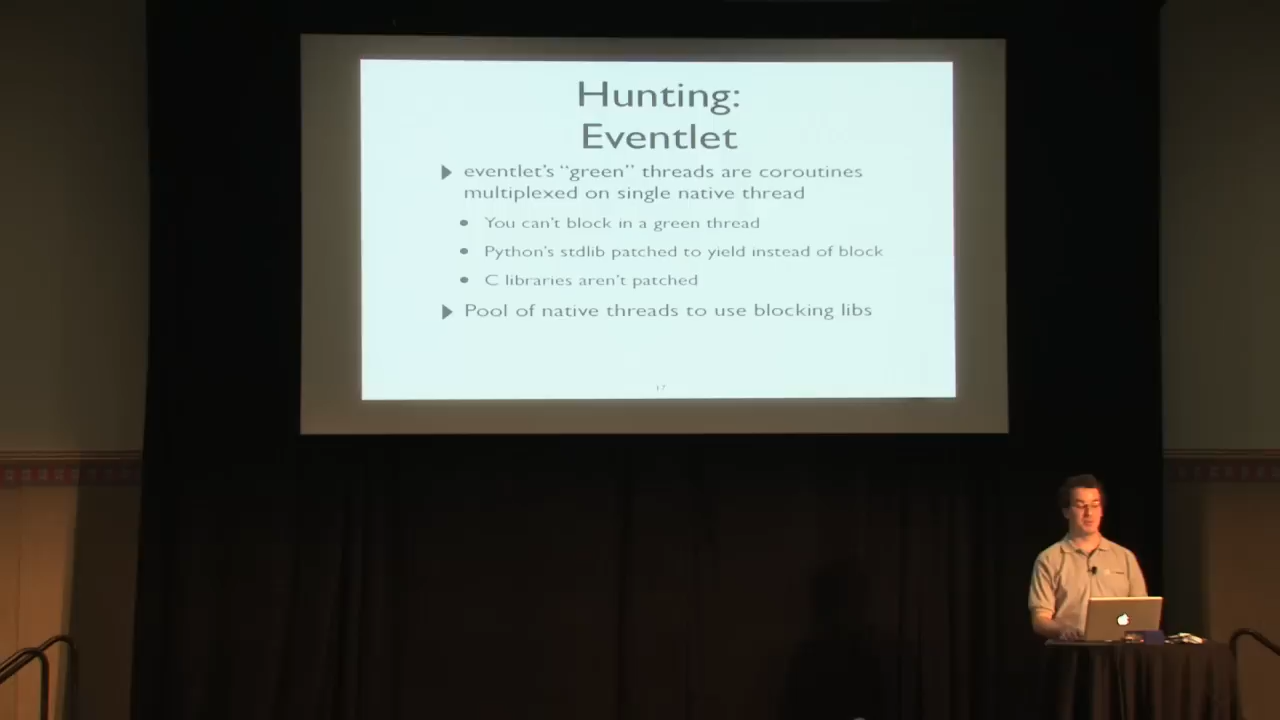 Hunting:
Eventlet
eventlet's "green" threads are coroutines
multiplexed on single native thread
You can't block in a green thread
Python's stdlib patched to yield instead of block
C libraries aren't patched
Pool of native threads to use blocking libs
17